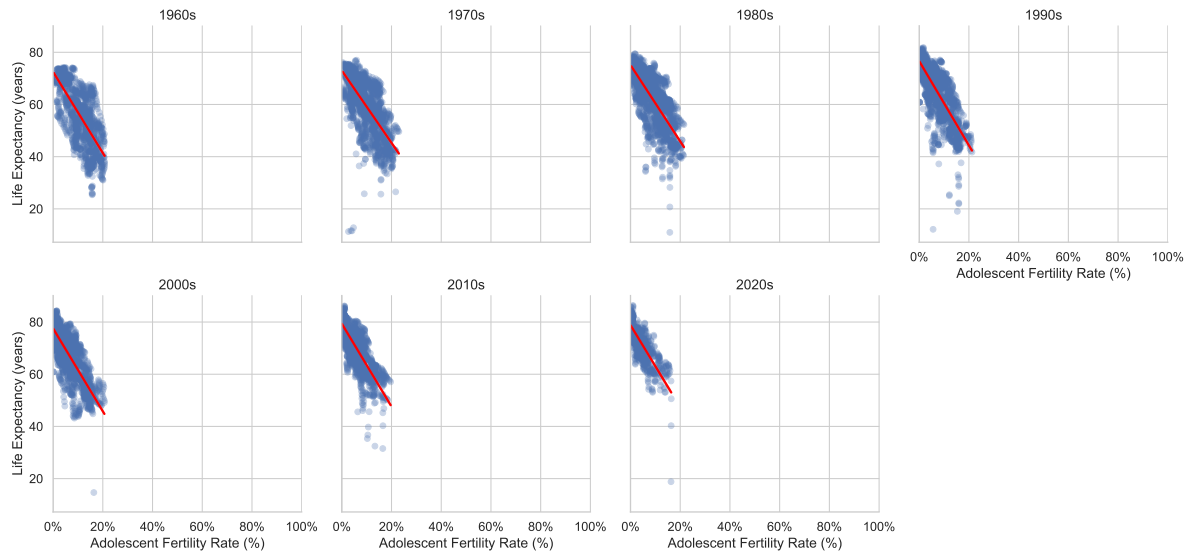 1960s
1970s
1980s
1990s
80
60
40
20
Life Expectancy (years)
0% 20% 40% 60% 80% 100%
Adolescent Fertility Rate (%)
2000s
2010s
2020s
80
60
40
20
Life Expectancy (years)
0% 20% 40% 60% 80% 100%
0% 20% 40% 60% 80% 100%
0% 20% 40% 60% 80% 100%
Adolescent Fertility Rate (%)
Adolescent Fertility Rate (%)
Adolescent Fertility Rate (%)